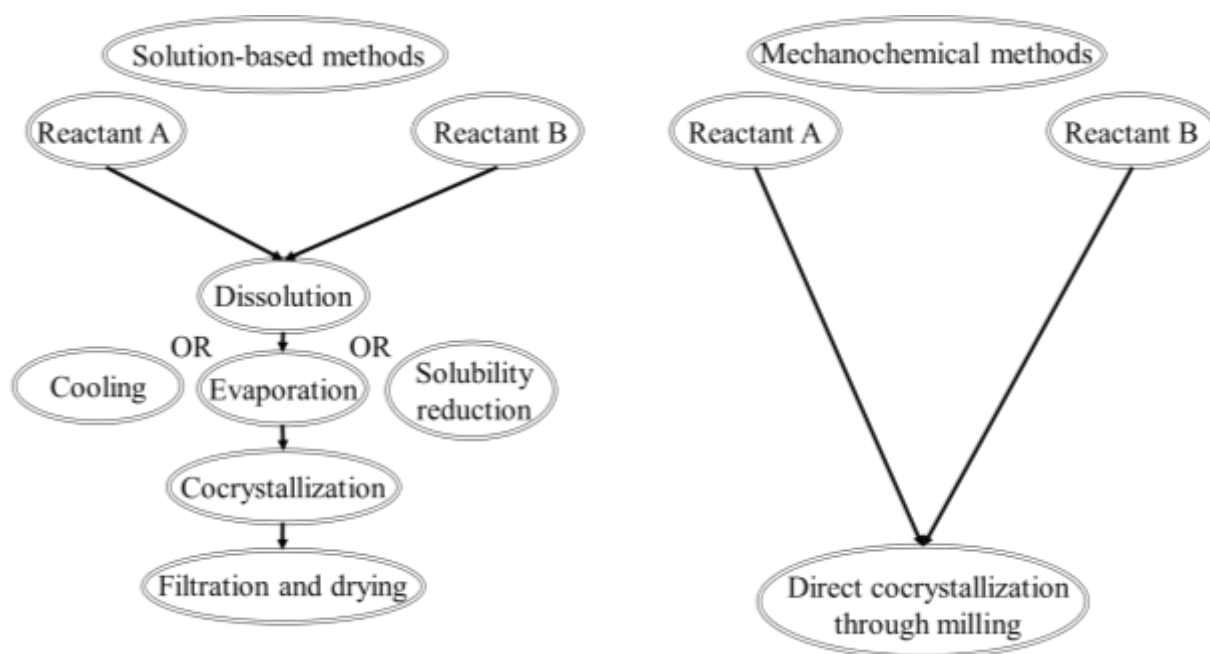 Solution-based methods
Reactant A
Reactant B
Dissolution
OR
OR
Cooling
Evaporation
Solubility
reduction
Cocrystallization
Filtration and drying
Mechanochemical methods
Reactant A
Reactant B
Direct cocrystallization
through milling